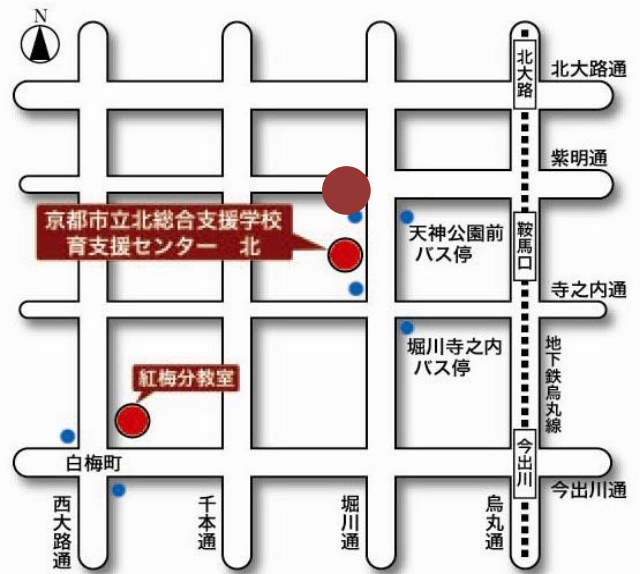 N
北大路
北大路通
紫明通
京都市立北総合支援学校
育支援センター 北
天神公園前
バス停
鞍馬口
寺之内通
堀川寺之内
バス停
地下鉄烏丸線
紅梅分教室
白梅町
今出川
今出川通
西大路通
千本通
堀川通
烏丸通